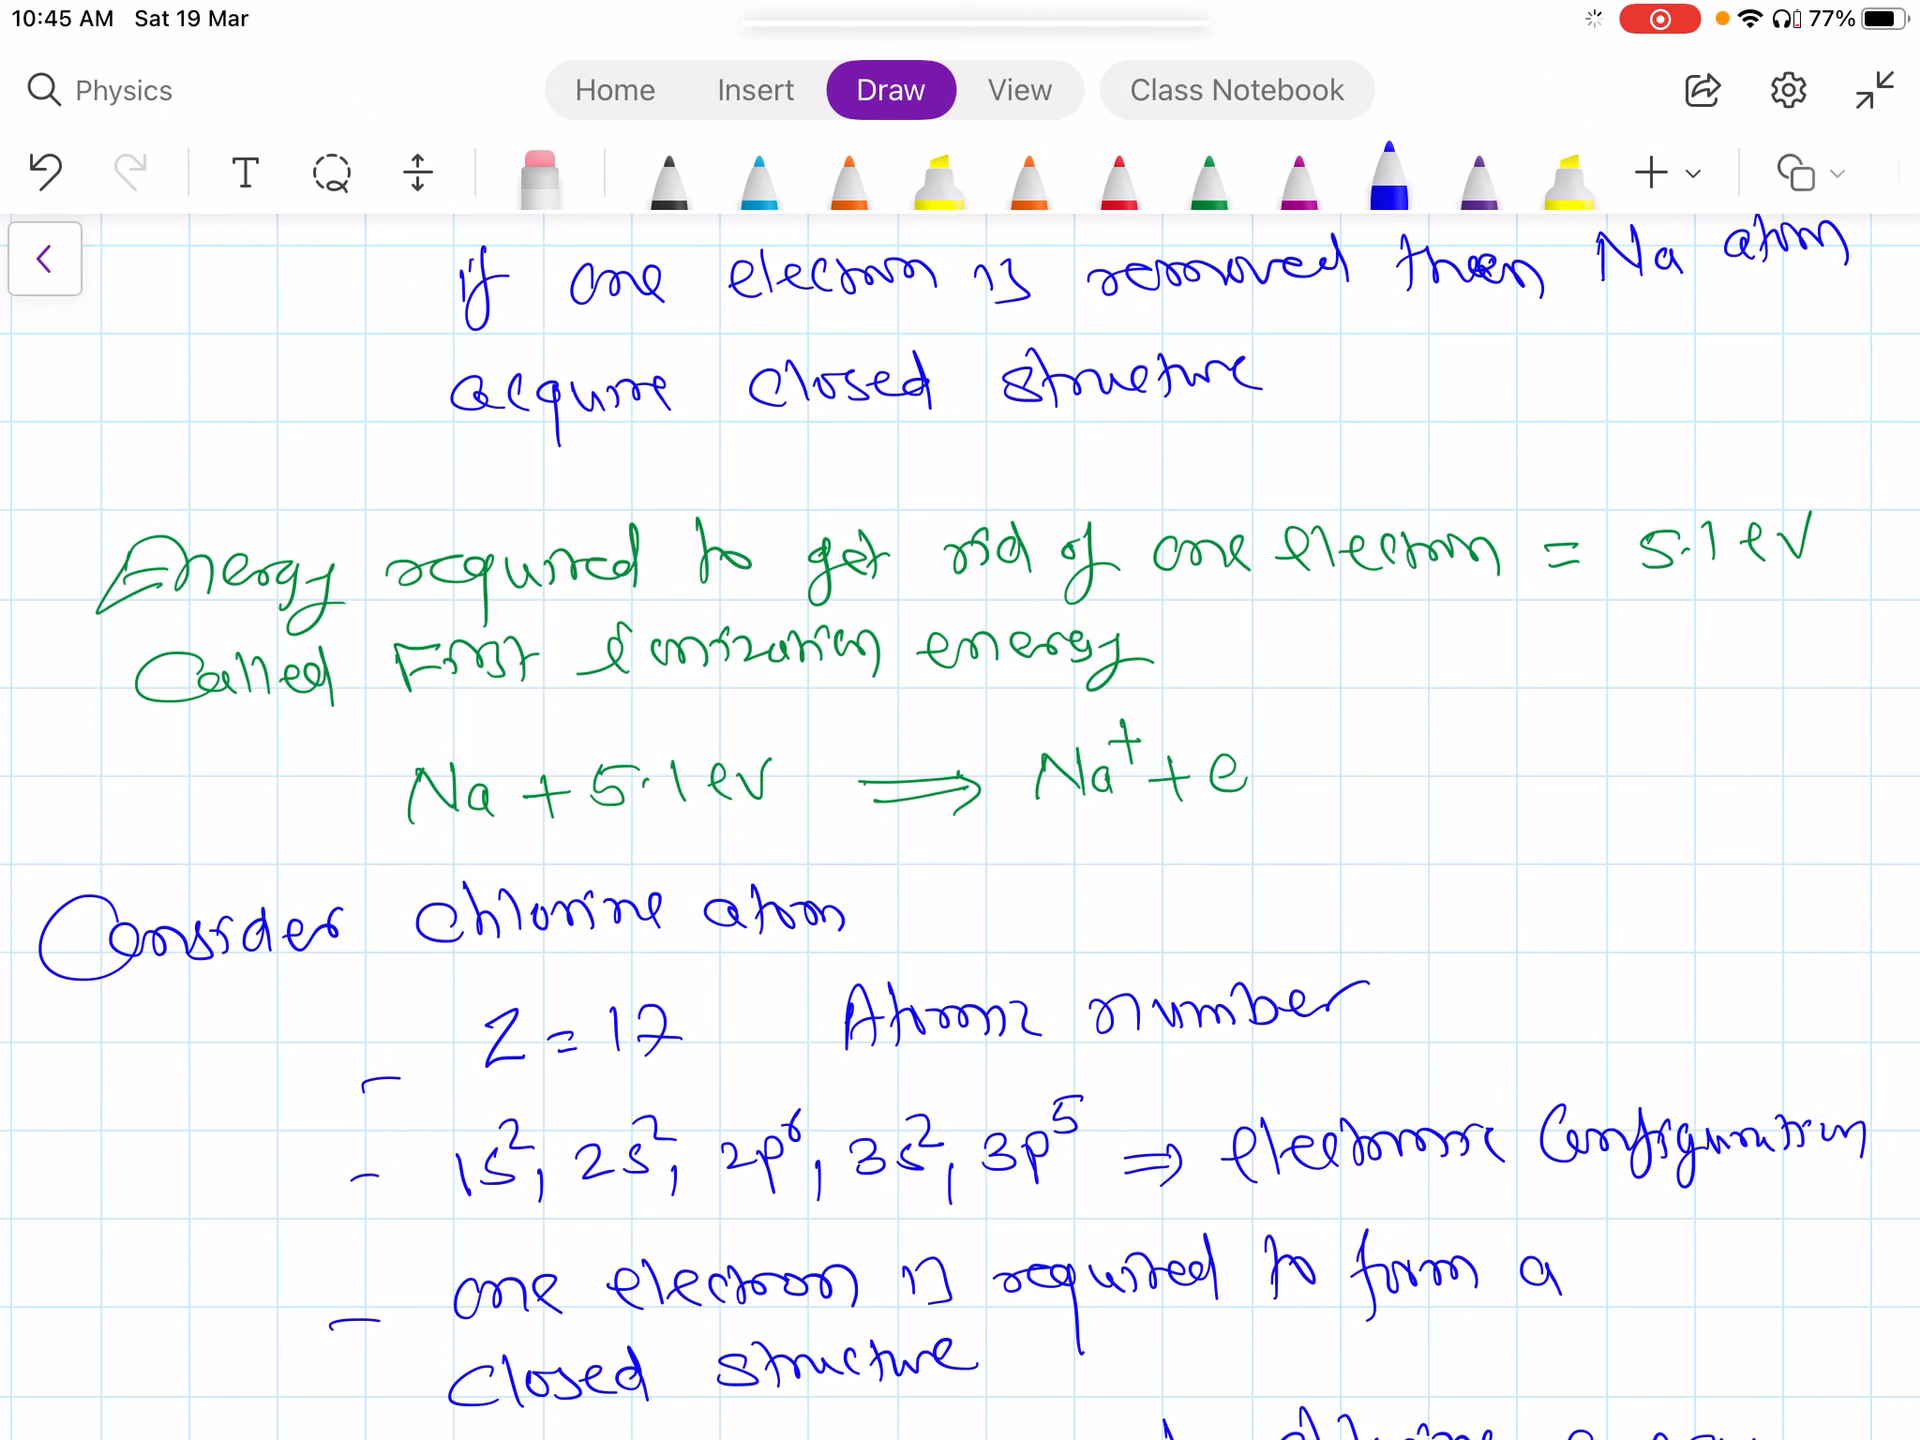 10:45 AM Sat 19 Mar 77%
Physics Home Insert Draw View Class Notebook
T
if one electron is removed then Na atom
acquire closed structure
Energy required to get rid of one electron = 5.1 ev
Called First Ionization energy
Na + 5.1 ev ⟹ Na⁺ + e
Consider chlorine atom
Z = 17 Atomic number
- 1s², 2s², 2p⁶, 3s², 3p⁵ ⇒ electronic Configuration
- one electron is required to form a
closed structure